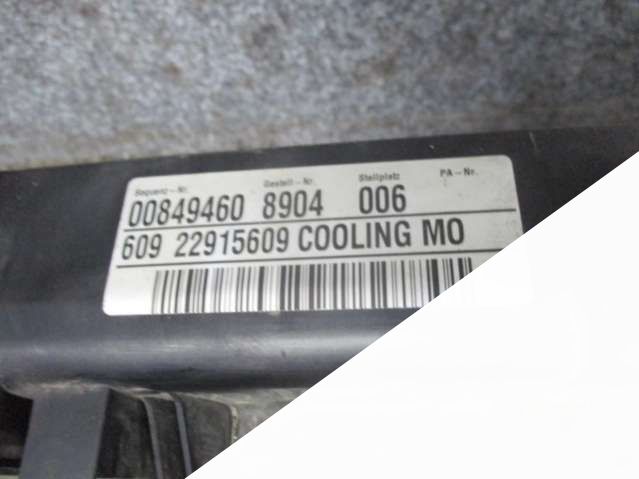 Sequenz-Nr. Gestell-Nr. Stellplatz PA-Nr.
00849460 8904 006
609 22915609 COOLING MO